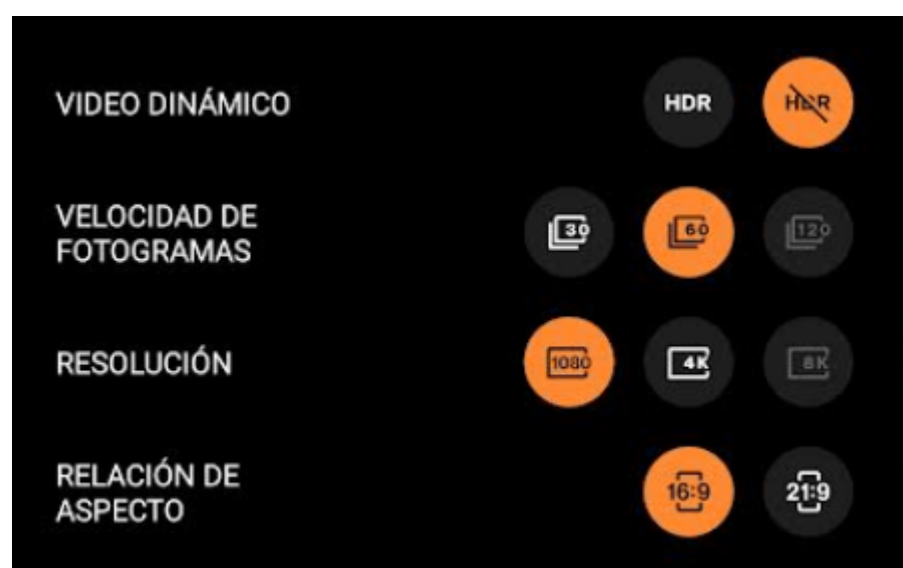 VIDEO DINÁMICO HDR HDR
VELOCIDAD DE
FOTOGRAMAS 30 60 120
RESOLUCIÓN 1080 4K 8K
RELACIÓN DE
ASPECTO 16:9 21:9